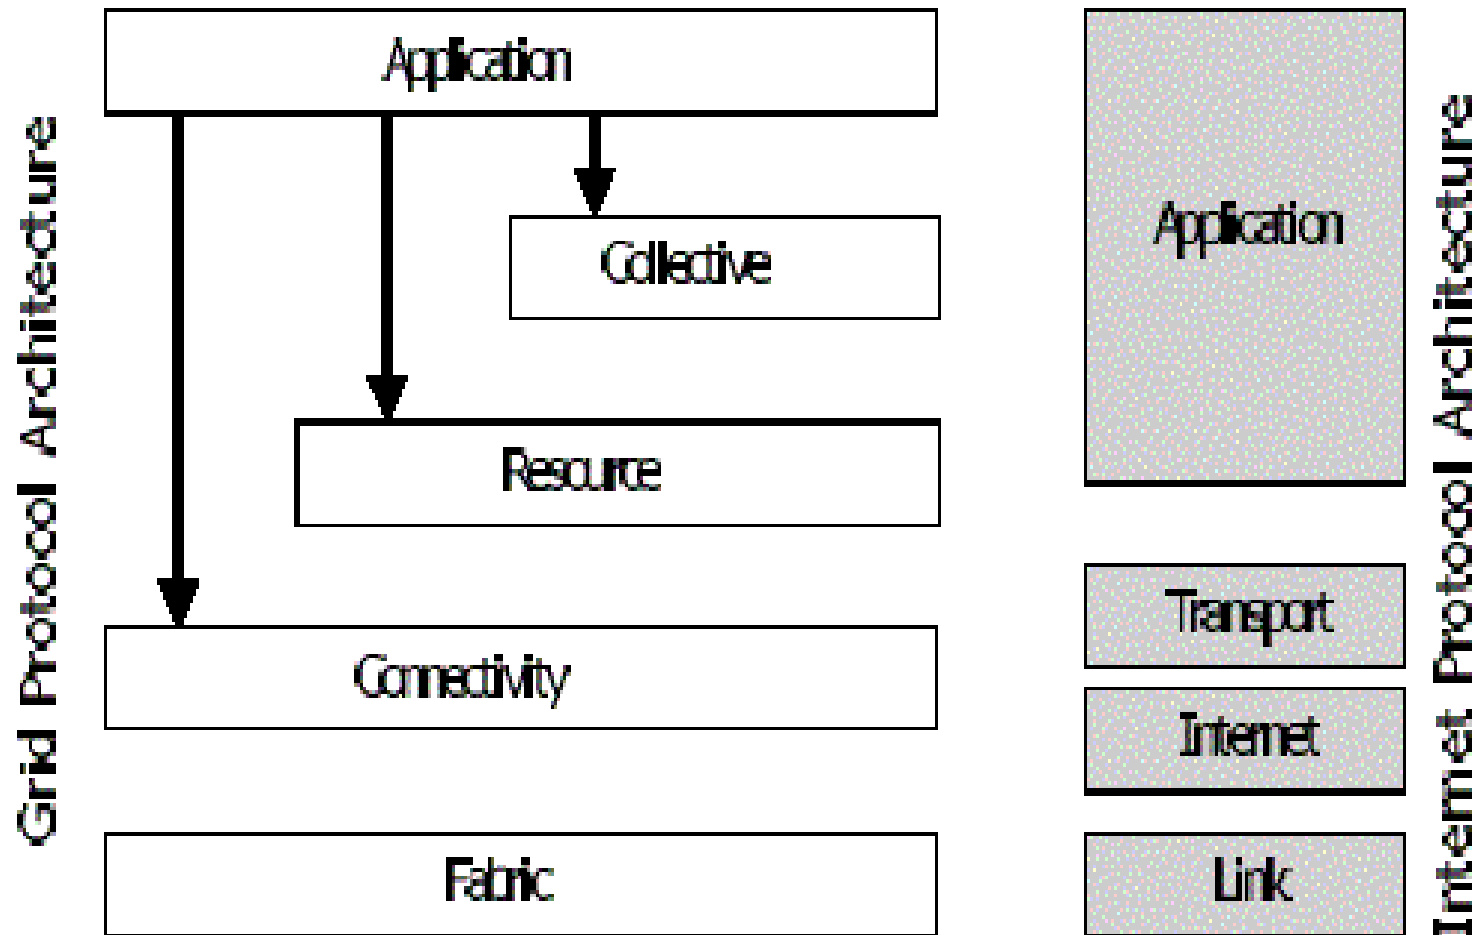 Grid Protocol Architecture
Application
Collective
Resource
Connectivity
Fabric
Application
Transport
Internet
Link
Internet Protocol Architecture